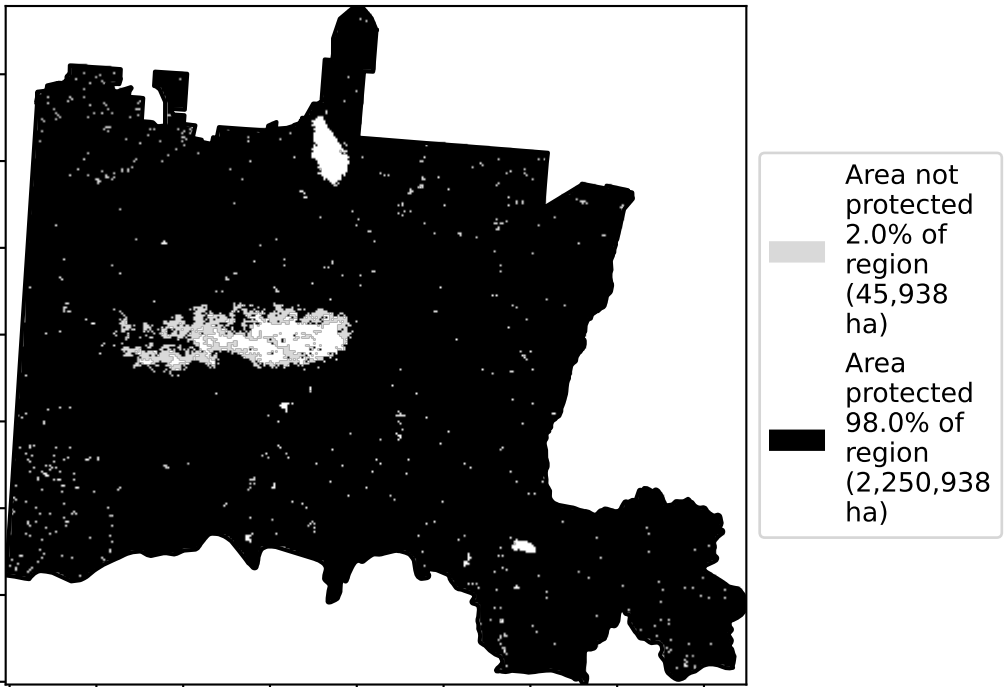 Area not
protected
2.0% of
region
(45,938
ha)
Area
protected
98.0% of
region
(2,250,938
ha)